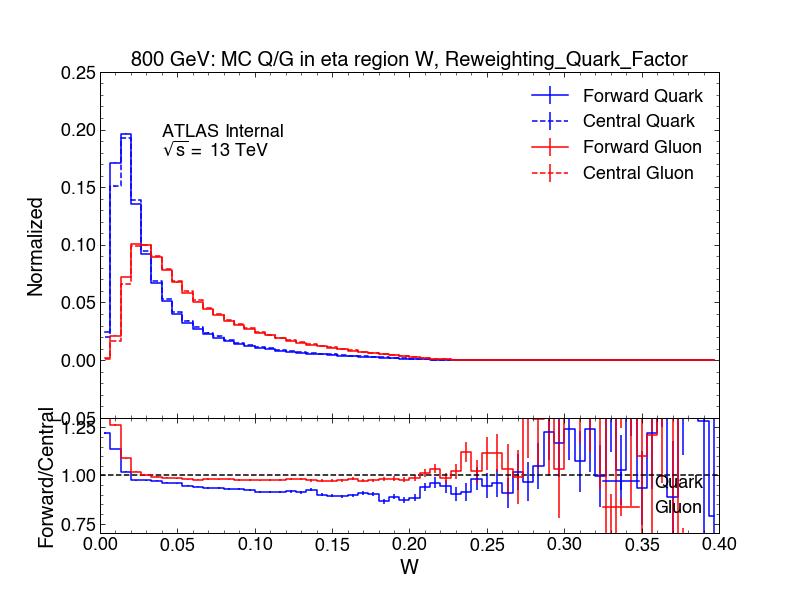 800 GeV: MC Q/G in eta region W, Reweighting_Quark_Factor
0.25
0.20
0.15
0.10
0.05
0.00
0.05
Normalized
ATLAS Internal
√s = 13 TeV
Forward Quark
Central Quark
Forward Gluon
Central Gluon
1.25
1.00
0.75
Forward/Central
Quark
Gluon
0.00 0.05 0.10 0.15 0.20 0.25 0.30 0.35 0.40
W